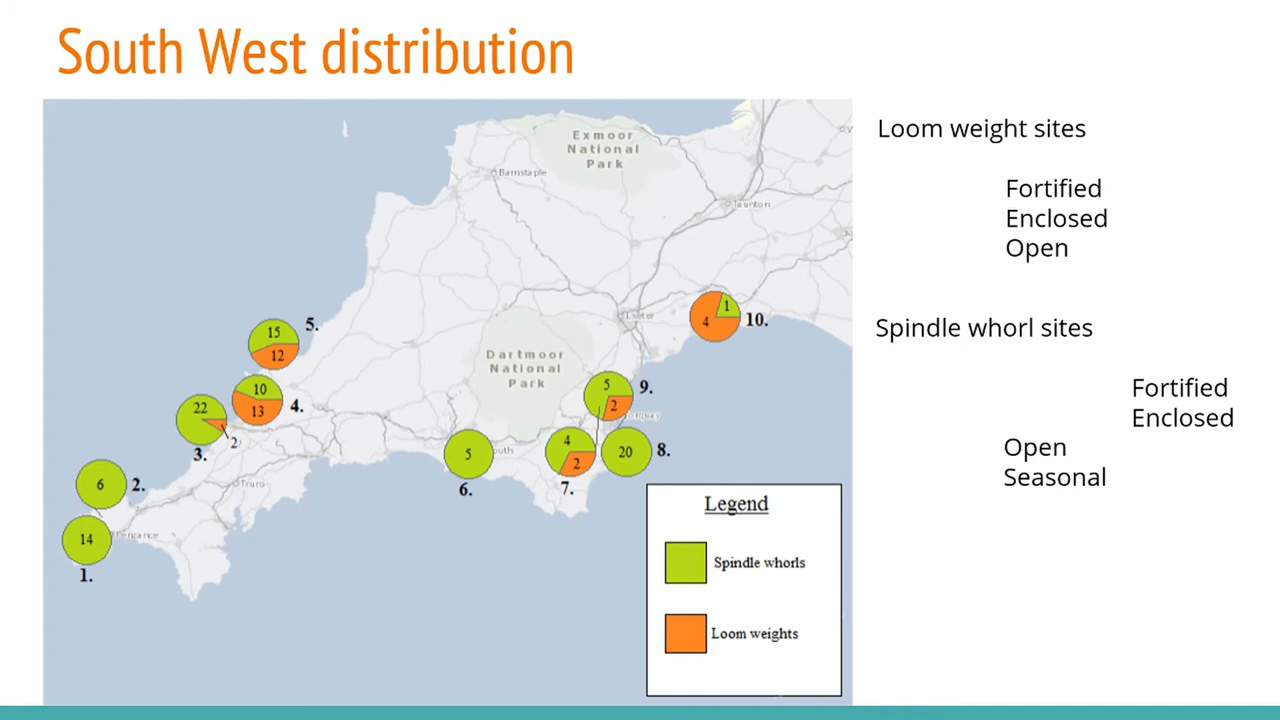 South West distribution
Exmoor
National
Park
Barnstaple
Taunton
Exeter
Dartmoor
National
Park
Truro
15
12
5.
10
13
4.
22
2
3.
6
2.
14
1.
5
6.
4
2
7.
20
8.
5
2
9.
1
4
10.
Legend
Spindle whorls
Loom weights
Loom weight sites
Fortified
Enclosed
Open
Spindle whorl sites
Fortified
Enclosed
Open
Seasonal